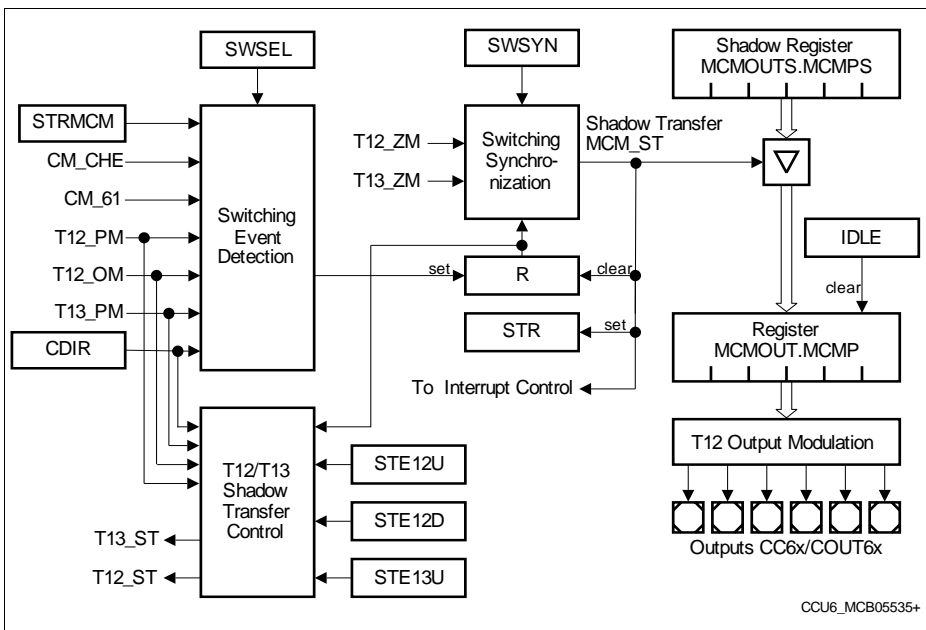 SWSEL
SWSYN
Shadow Register
MCMOUTS.MCMPS
STRMCM
CM_CHE
CM_61
T12_PM
T12_OM
T13_PM
CDIR
Switching
Event
Detection
T12_ZM
T13_ZM
Switching
Synchro-
nization
Shadow Transfer
MCM_ST
IDLE
clear
set
R
clear
STR
set
To Interrupt Control
Register
MCMOUT.MCMP
T12 Output Modulation
Outputs CC6x/COUT6x
T12/T13
Shadow
Transfer
Control
STE12U
STE12D
STE13U
T13_ST
T12_ST
CCU6_MCB05535+